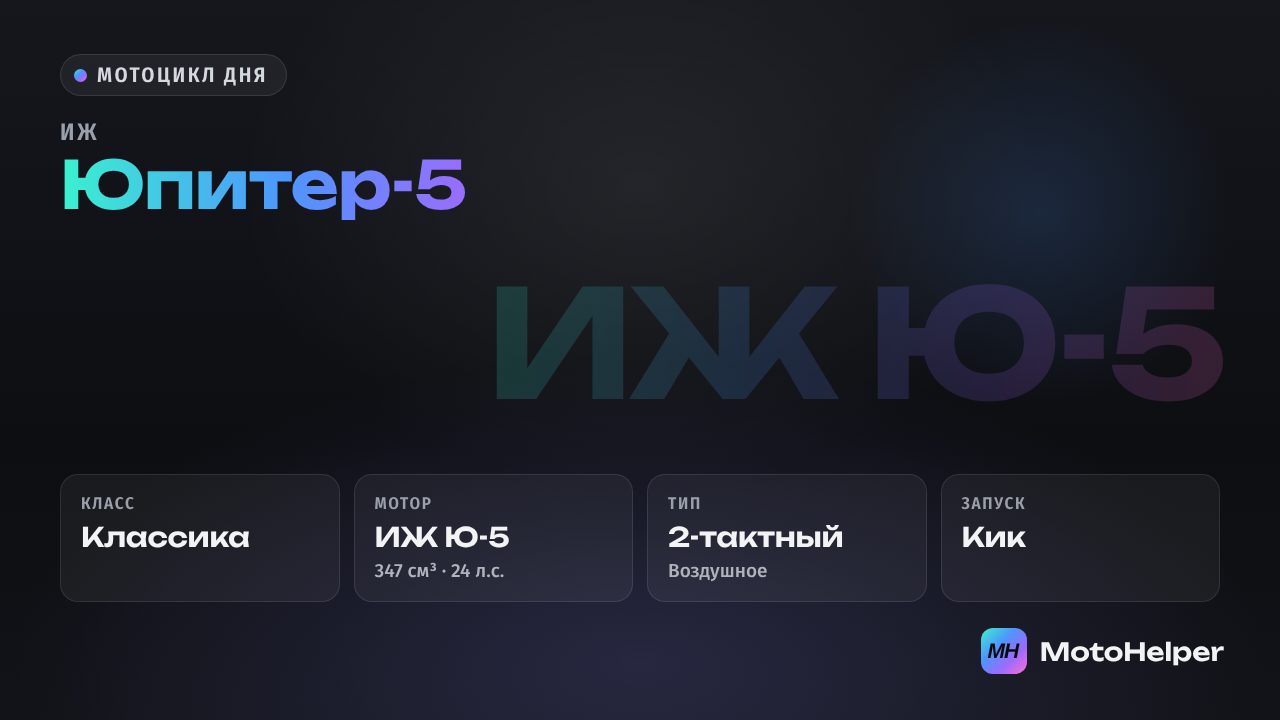 МОТОЦИКЛ ДНЯ
ИЖ
Юпитер-5
ИЖ Ю-5
КЛАСС
Классика
МОТОР
ИЖ Ю-5
347 см³ · 24 л.с.
ТИП
2-тактный
Воздушное
ЗАПУСК
Кик
MH MotoHelper